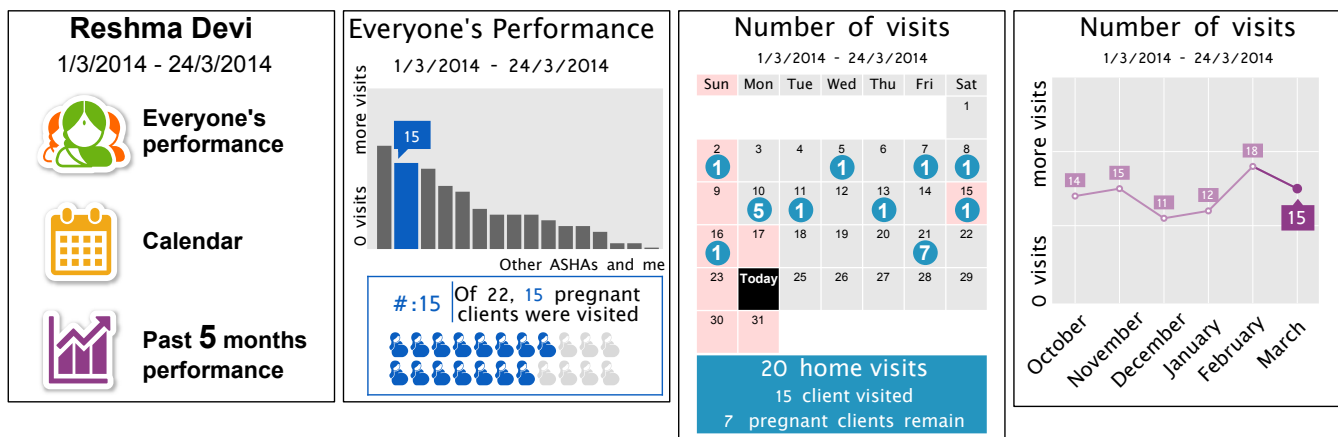 Reshma Devi
1/3/2014 - 24/3/2014
Everyone's
performance
Calendar
Past 5 months
performance
Everyone's Performance
1/3/2014 - 24/3/2014
more visits
0 visits
15
Other ASHAs and me
#:15
Of 22, 15 pregnant
clients were visited
Number of visits
1/3/2014 - 24/3/2014
Sun Mon Tue Wed Thu Fri Sat
1
2 3 4 5 6 7 8
1 1 1 1
9 10 11 12 13 14 15
5 1 1 1
16 17 18 19 20 21 22
1 7
23 Today 25 26 27 28 29
30 31
20 home visits
15 client visited
7 pregnant clients remain
Number of visits
1/3/2014 - 24/3/2014
more visits
0 visits
14
15
11
12
18
15
October
November
December
January
February
March